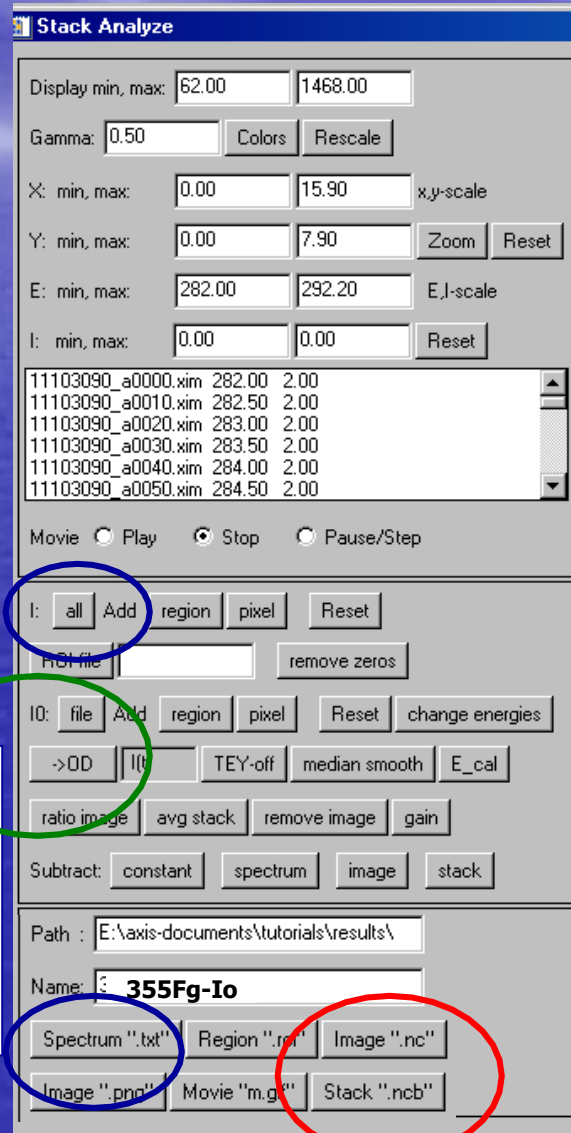 Stack Analyze
Display min, max: 62.00 1468.00
Gamma: 0.50 Colors Rescale
X: min, max: 0.00 15.90 x,y-scale
Y: min, max: 0.00 7.90 Zoom Reset
E: min, max: 282.00 292.20 E,I-scale
I: min, max: 0.00 0.00 Reset
11103090_a0000.xim 282.00 2.00
11103090_a0010.xim 282.50 2.00
11103090_a0020.xim 283.00 2.00
11103090_a0030.xim 283.50 2.00
11103090_a0040.xim 284.00 2.00
11103090_a0050.xim 284.50 2.00
Movie Play Stop Pause/Step
I: all Add region pixel Reset
ROI file remove zeros
I0: file Add region pixel Reset change energies
->OD I(t TEY-off median smooth E_cal
ratio image avg stack remove image gain
Subtract: constant spectrum image stack
Path : E:\axis-documents\tutorials\results\
Name: 355Fg-Io
Spectrum ".txt" Region ".roi" Image ".nc"
Image ".png" Movie "m.gif" Stack ".ncb"